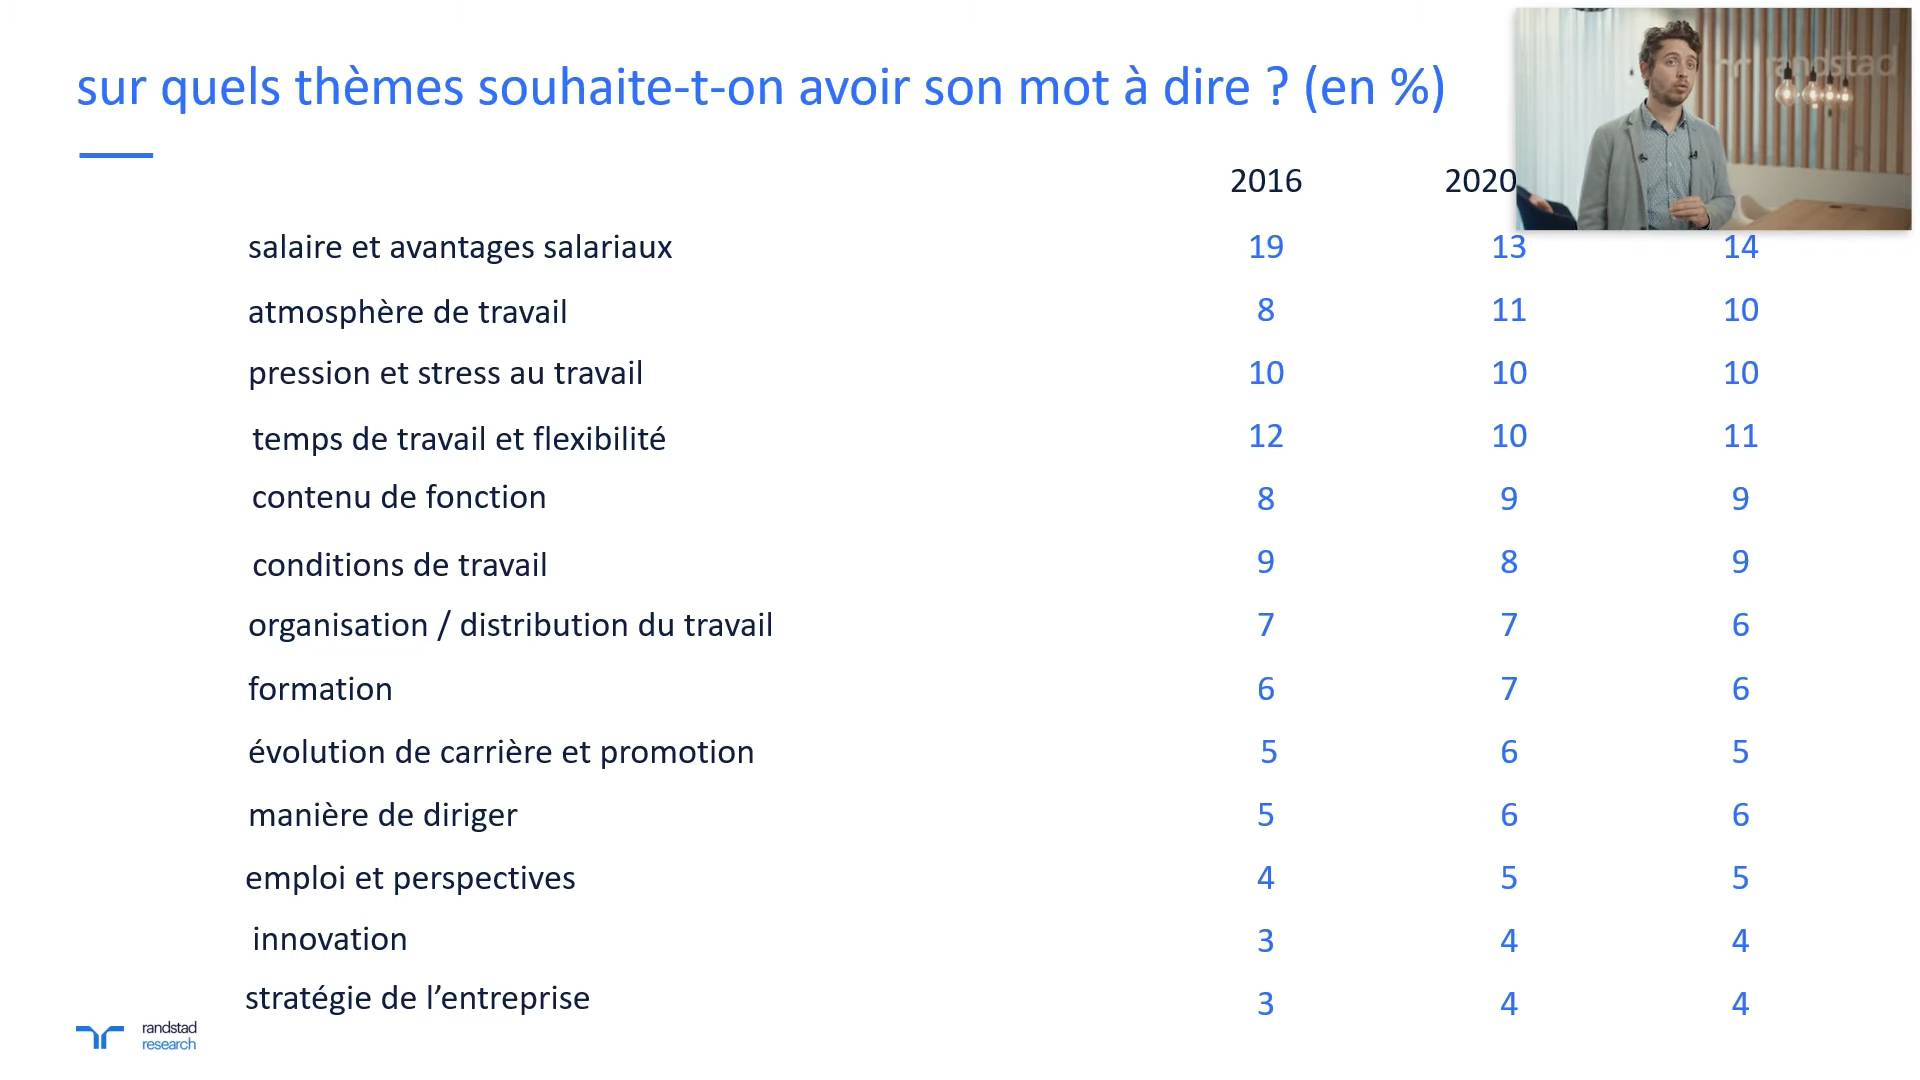 sur quels thèmes souhaite-t-on avoir son mot à dire ? (en %)
randstad
2016 2020
salaire et avantages salariaux 19 13 14
atmosphère de travail 8 11 10
pression et stress au travail 10 10 10
temps de travail et flexibilité 12 10 11
contenu de fonction 8 9 9
conditions de travail 9 8 9
organisation / distribution du travail 7 7 6
formation 6 7 6
évolution de carrière et promotion 5 6 5
manière de diriger 5 6 6
emploi et perspectives 4 5 5
innovation 3 4 4
stratégie de l’entreprise 3 4 4
randstad
research